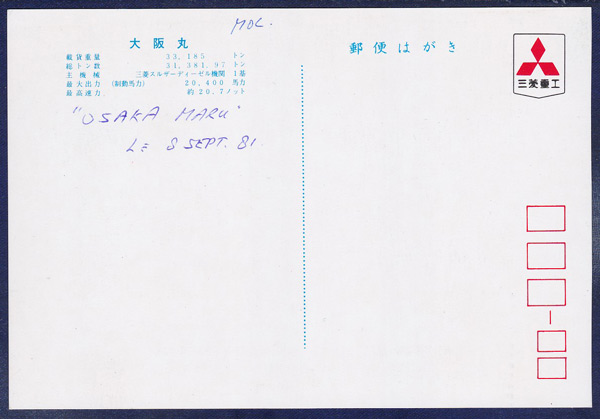 MOL.
大阪丸
載貨重量 33,185 トン
総トン数 31,381.97 トン
主機械 三菱スルザーディーゼル機関 1基
最大出力 (制動馬力) 20,400 馬力
最高速力 約20.7ノット
"OSAKA MARU"
LE 8 SEPT. 81.
郵便はがき
三菱重工